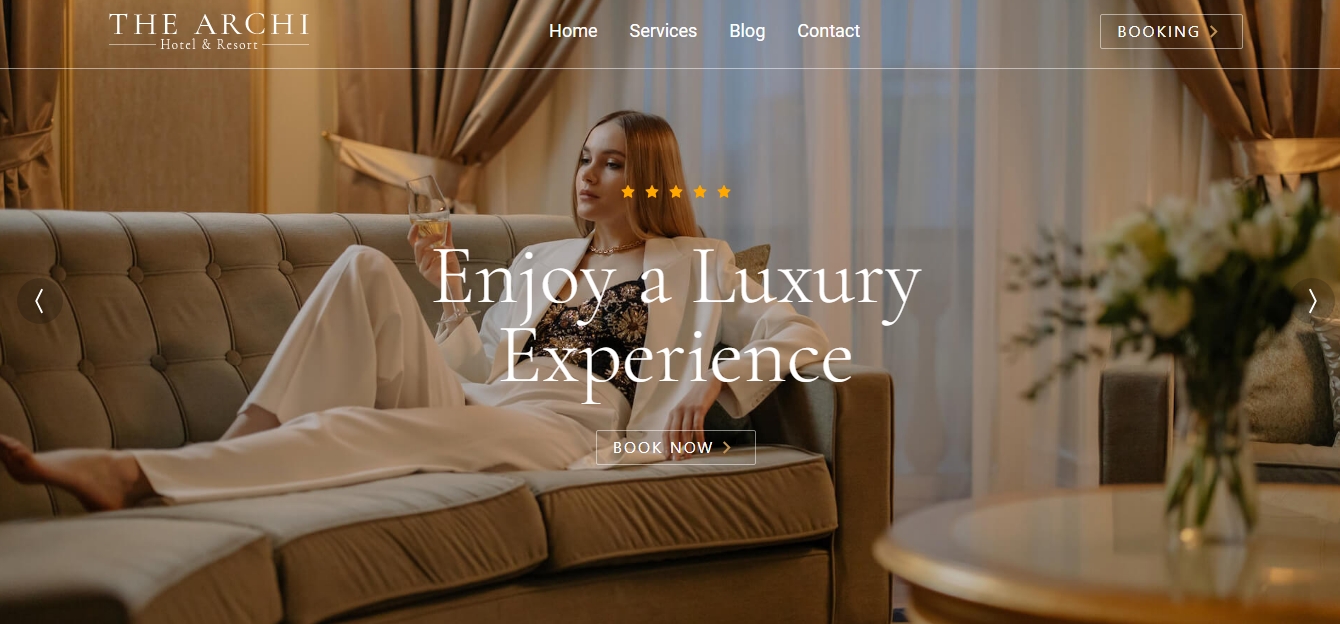 THE ARCHI
Hotel & Resort
Home Services Blog Contact
BOOKING
Enjoy a Luxury
Experience
BOOK NOW